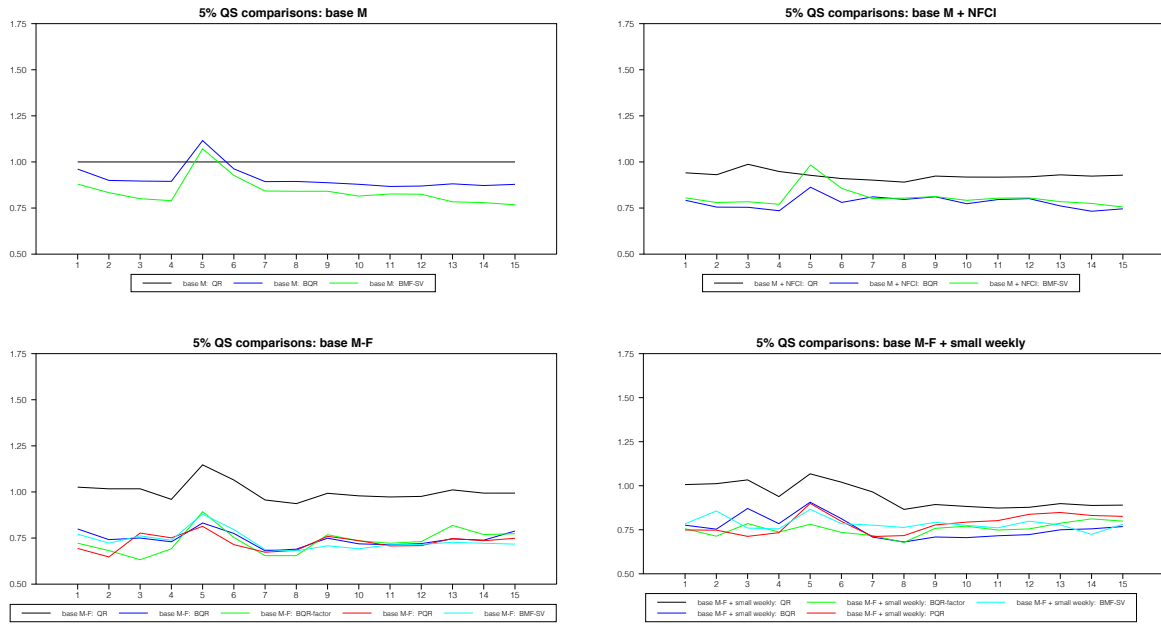 5% QS comparisons: base M
1.75
1.50
1.25
1.00
0.75
0.50
1 2 3 4 5 6 7 8 9 10 11 12 13 14 15
base M: QR base M: BQR base M: BMF-SV
5% QS comparisons: base M + NFCI
1.75
1.50
1.25
1.00
0.75
0.50
1 2 3 4 5 6 7 8 9 10 11 12 13 14 15
base M + NFCI: QR base M + NFCI: BQR base M + NFCI: BMF-SV
5% QS comparisons: base M-F
1.75
1.50
1.25
1.00
0.75
0.50
1 2 3 4 5 6 7 8 9 10 11 12 13 14 15
base M-F: QR base M-F: BQR base M-F: BQR-factor base M-F: PQR base M-F: BMF-SV
5% QS comparisons: base M-F + small weekly
1.75
1.50
1.25
1.00
0.75
0.50
1 2 3 4 5 6 7 8 9 10 11 12 13 14 15
base M-F + small weekly: QR base M-F + small weekly: BQR-factor base M-F + small weekly: BMF-SV
base M-F + small weekly: BQR base M-F + small weekly: PQR